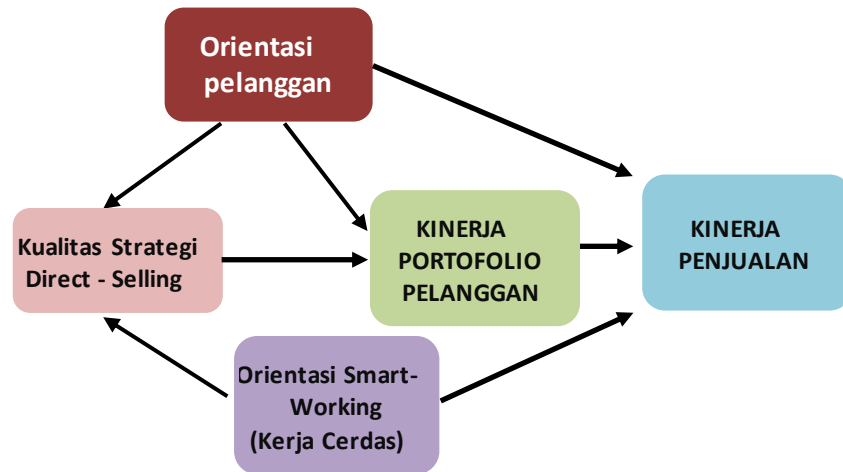 Orientasi
pelanggan
Kualitas Strategi
Direct - Selling
KINERJA
PORTOFOLIO
PELANGGAN
KINERJA
PENJUALAN
Orientasi Smart-
Working
(Kerja Cerdas)